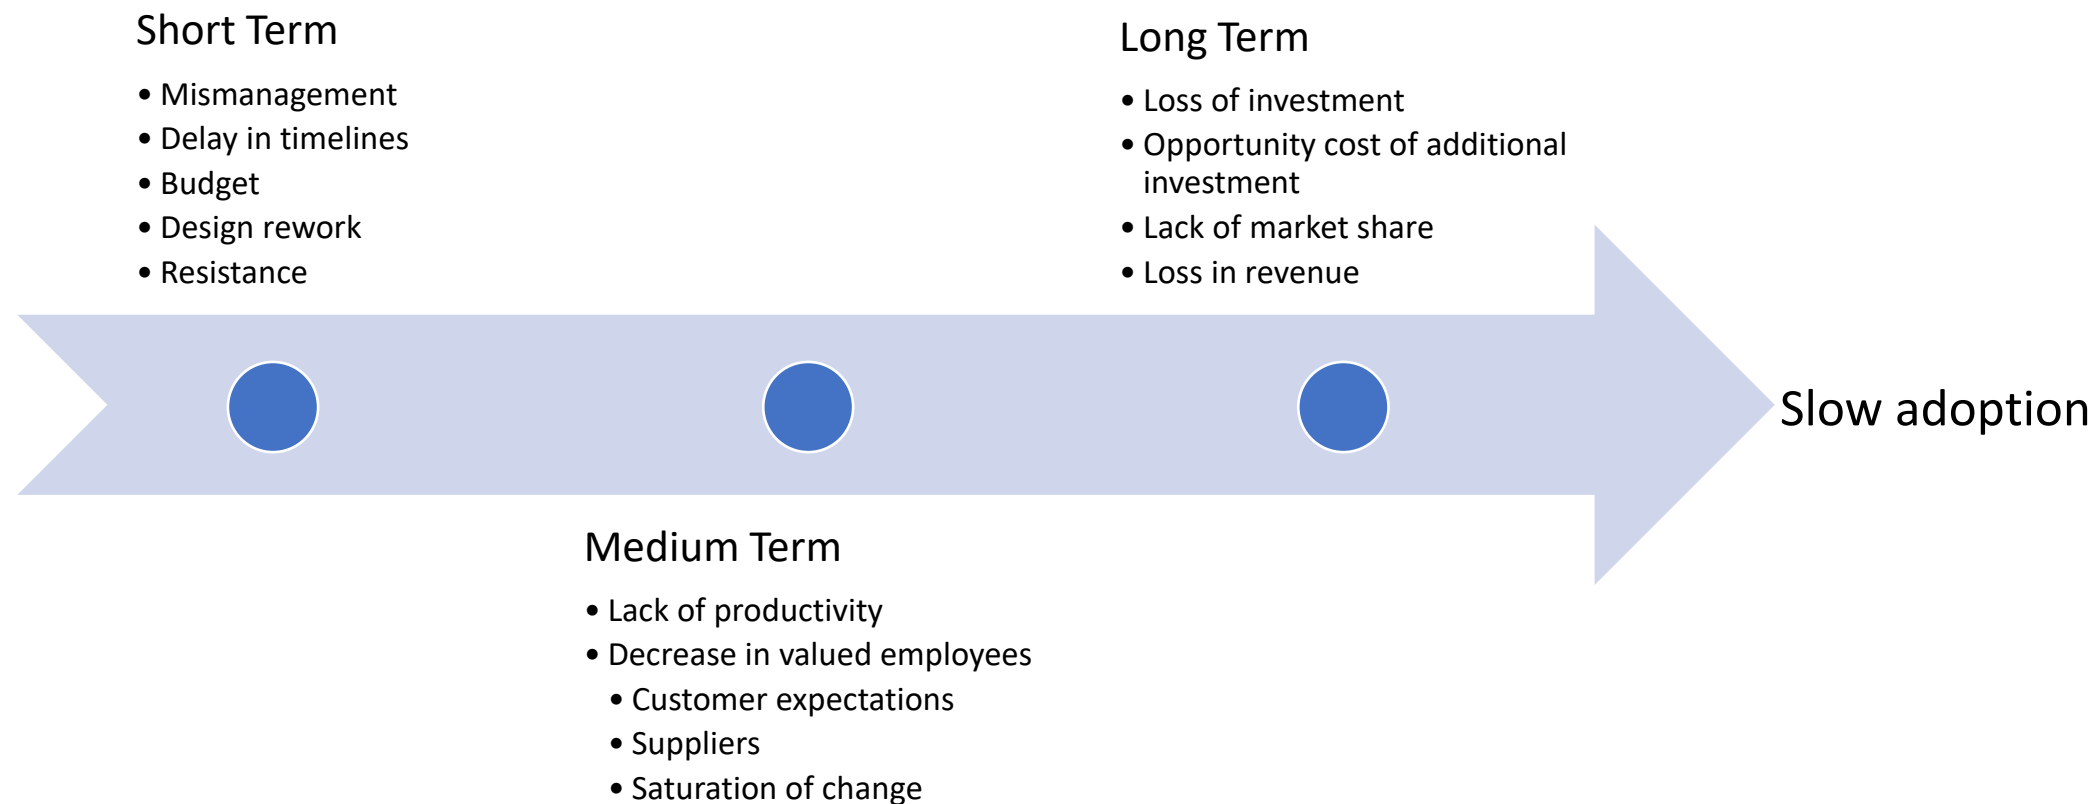 Short Term
• Mismanagement
• Delay in timelines
• Budget
• Design rework
• Resistance
Medium Term
• Lack of productivity
• Decrease in valued employees
• Customer expectations
• Suppliers
• Saturation of change
Long Term
• Loss of investment
• Opportunity cost of additional
investment
• Lack of market share
• Loss in revenue
Slow adoption